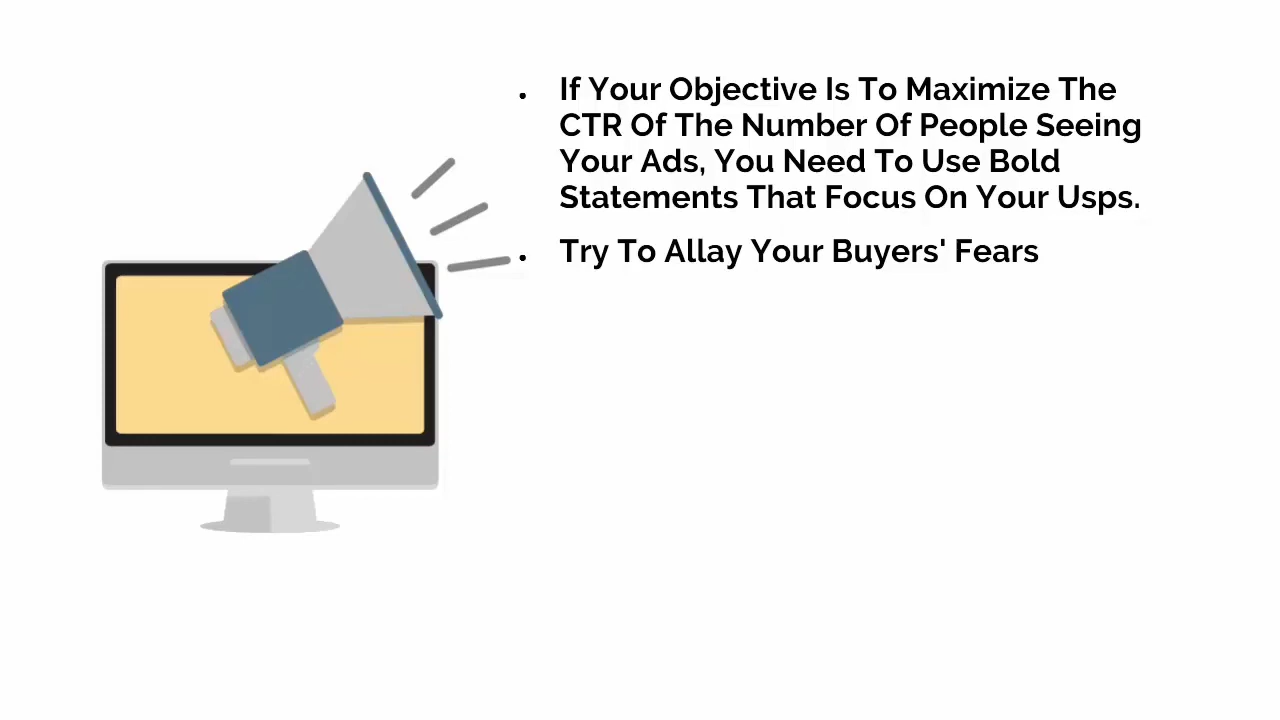 If Your Objective Is To Maximize The
CTR Of The Number Of People Seeing
Your Ads, You Need To Use Bold
Statements That Focus On Your Usps.
Try To Allay Your Buyers' Fears